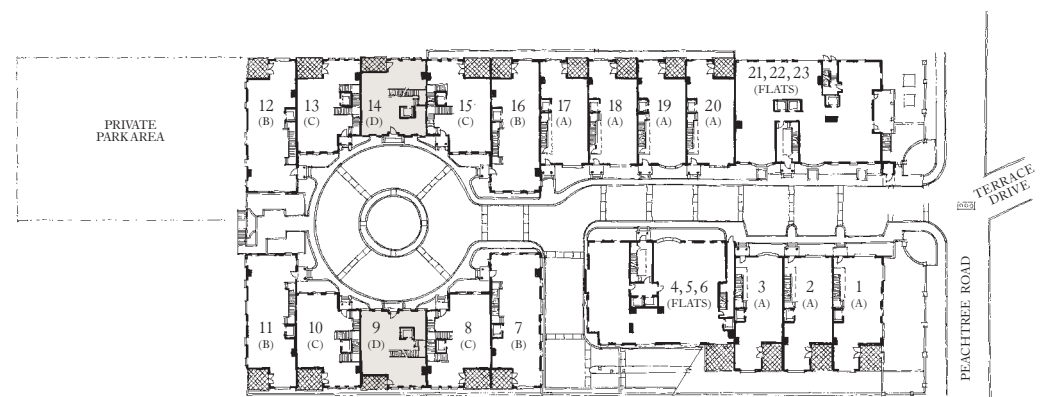 PRIVATE
PARK AREA
12
(B)
13
(C)
14
(D)
15
(C)
16
(B)
17
(A)
18
(A)
19
(A)
20
(A)
21, 22, 23
(FLATS)
TERRACE
DRIVE
11
(B)
10
(C)
9
(D)
8
(C)
7
(B)
4, 5, 6
(FLATS)
3
(A)
2
(A)
1
(A)
PEACHTREE ROAD